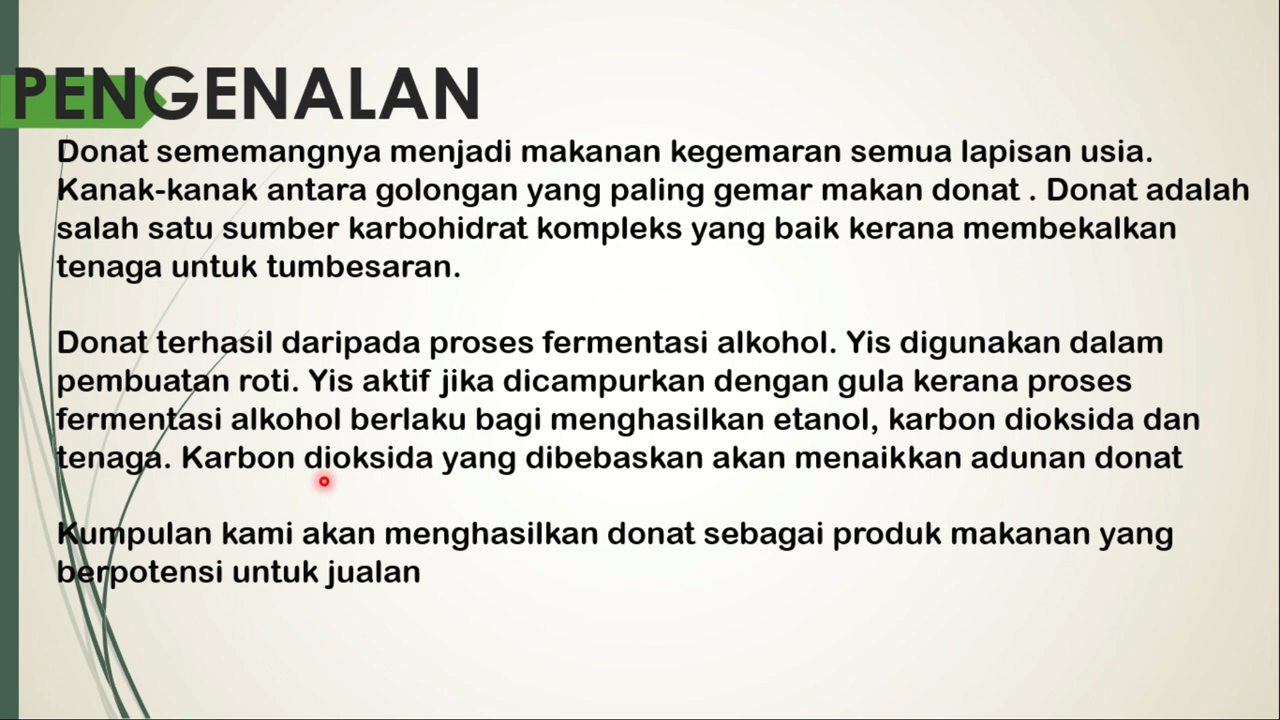 PENGENALAN
Donat sememangnya menjadi makanan kegemaran semua lapisan usia.
Kanak-kanak antara golongan yang paling gemar makan donat . Donat adalah
salah satu sumber karbohidrat kompleks yang baik kerana membekalkan
tenaga untuk tumbesaran.
Donat terhasil daripada proses fermentasi alkohol. Yis digunakan dalam
pembuatan roti. Yis aktif jika dicampurkan dengan gula kerana proses
fermentasi alkohol berlaku bagi menghasilkan etanol, karbon dioksida dan
tenaga. Karbon dioksida yang dibebaskan akan menaikkan adunan donat
Kumpulan kami akan menghasilkan donat sebagai produk makanan yang
berpotensi untuk jualan